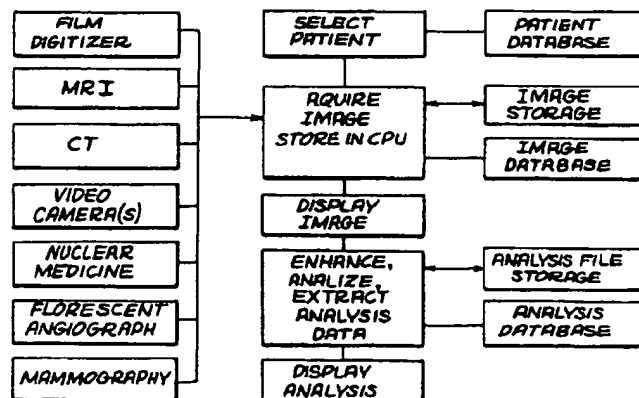 FILM
DIGITIZER
MRI
CT
VIDEO
CAMERA(S)
NUCLEAR
MEDICINE
FLORESCENT
ANGIOGRAPH
MAMMOGRAPHY
SELECT
PATIENT
AQUIRE
IMAGE
STORE IN CPU
DISPLAY
IMAGE
ENHANCE,
ANALIZE,
EXTRACT
ANALYSIS
DATA
DISPLAY
ANALYSIS
PATIENT
DATABASE
IMAGE
STORAGE
IMAGE
DATABASE
ANALYSIS FILE
STORAGE
ANALYSIS
DATABASE